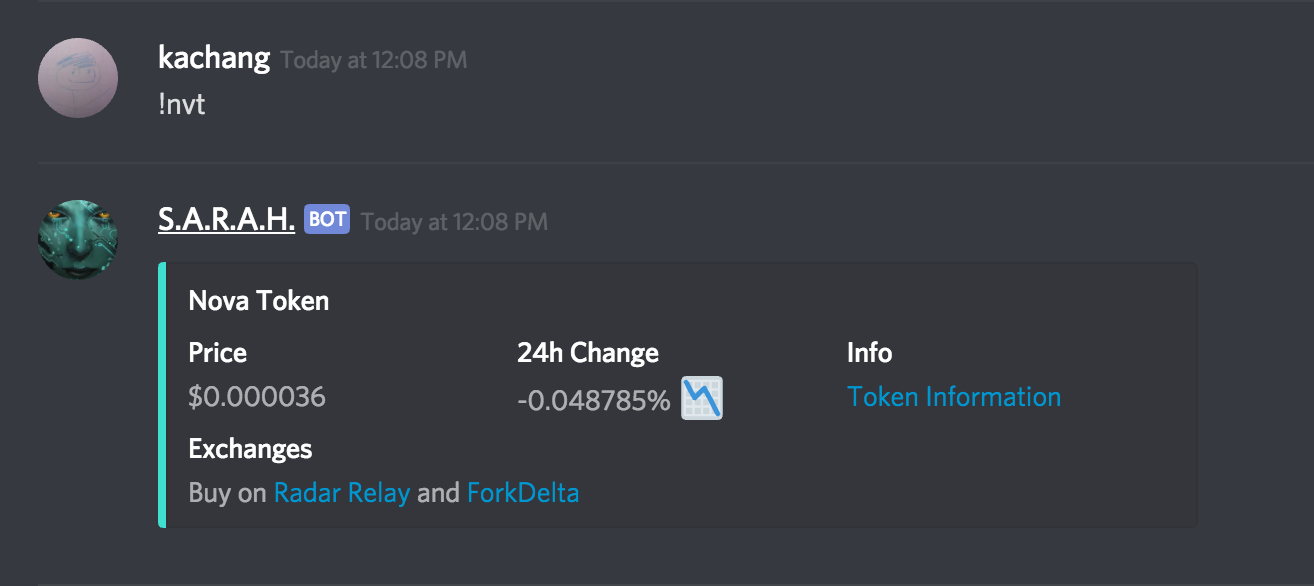 kachang Today at 12:08 PM
!nvt
S.A.R.A.H. BOT Today at 12:08 PM
Nova Token
Price 24h Change Info
$0.000036 -0.048785% Token Information
Exchanges
Buy on Radar Relay and ForkDelta